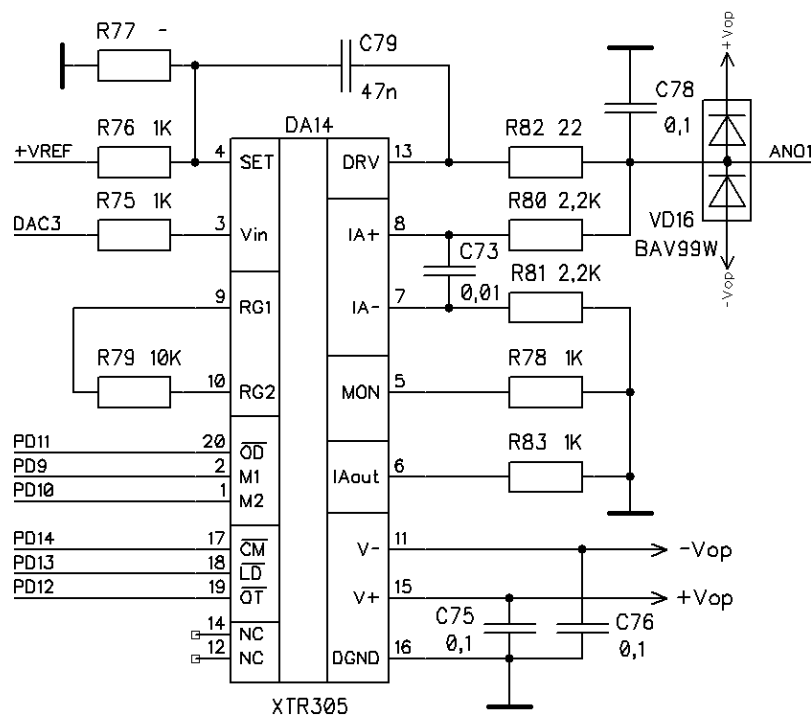 R77 -
C79
47n
DA14
R76 1K
+VREF
4
SET
R75 1K
DAC3
3
Vin
9
RG1
R79 10K
10
RG2
PD11
20
OD
PD9
2
M1
PD10
1
M2
PD14
17
CM
PD13
18
LD
PD12
19
OT
14
NC
12
NC
DRV
13
R82 22
C78
0,1
+Vop
ANO1
IA+
8
R80 2,2K
C73
0,01
VD16
BAV99W
-Vop
IA-
7
R81 2,2K
MON
5
R78 1K
IAout
6
R83 1K
V-
11
-Vop
V+
15
+Vop
C75
0,1
C76
0,1
DGND
16
XTR305